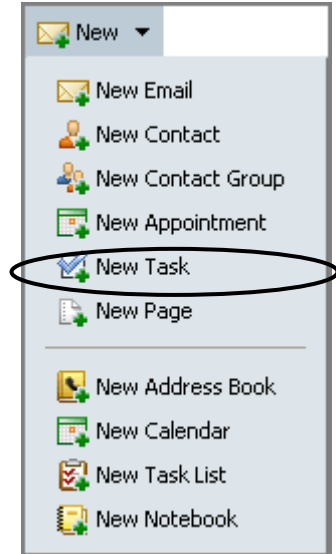 New
New Email
New Contact
New Contact Group
New Appointment
New Task
New Page
New Address Book
New Calendar
New Task List
New Notebook